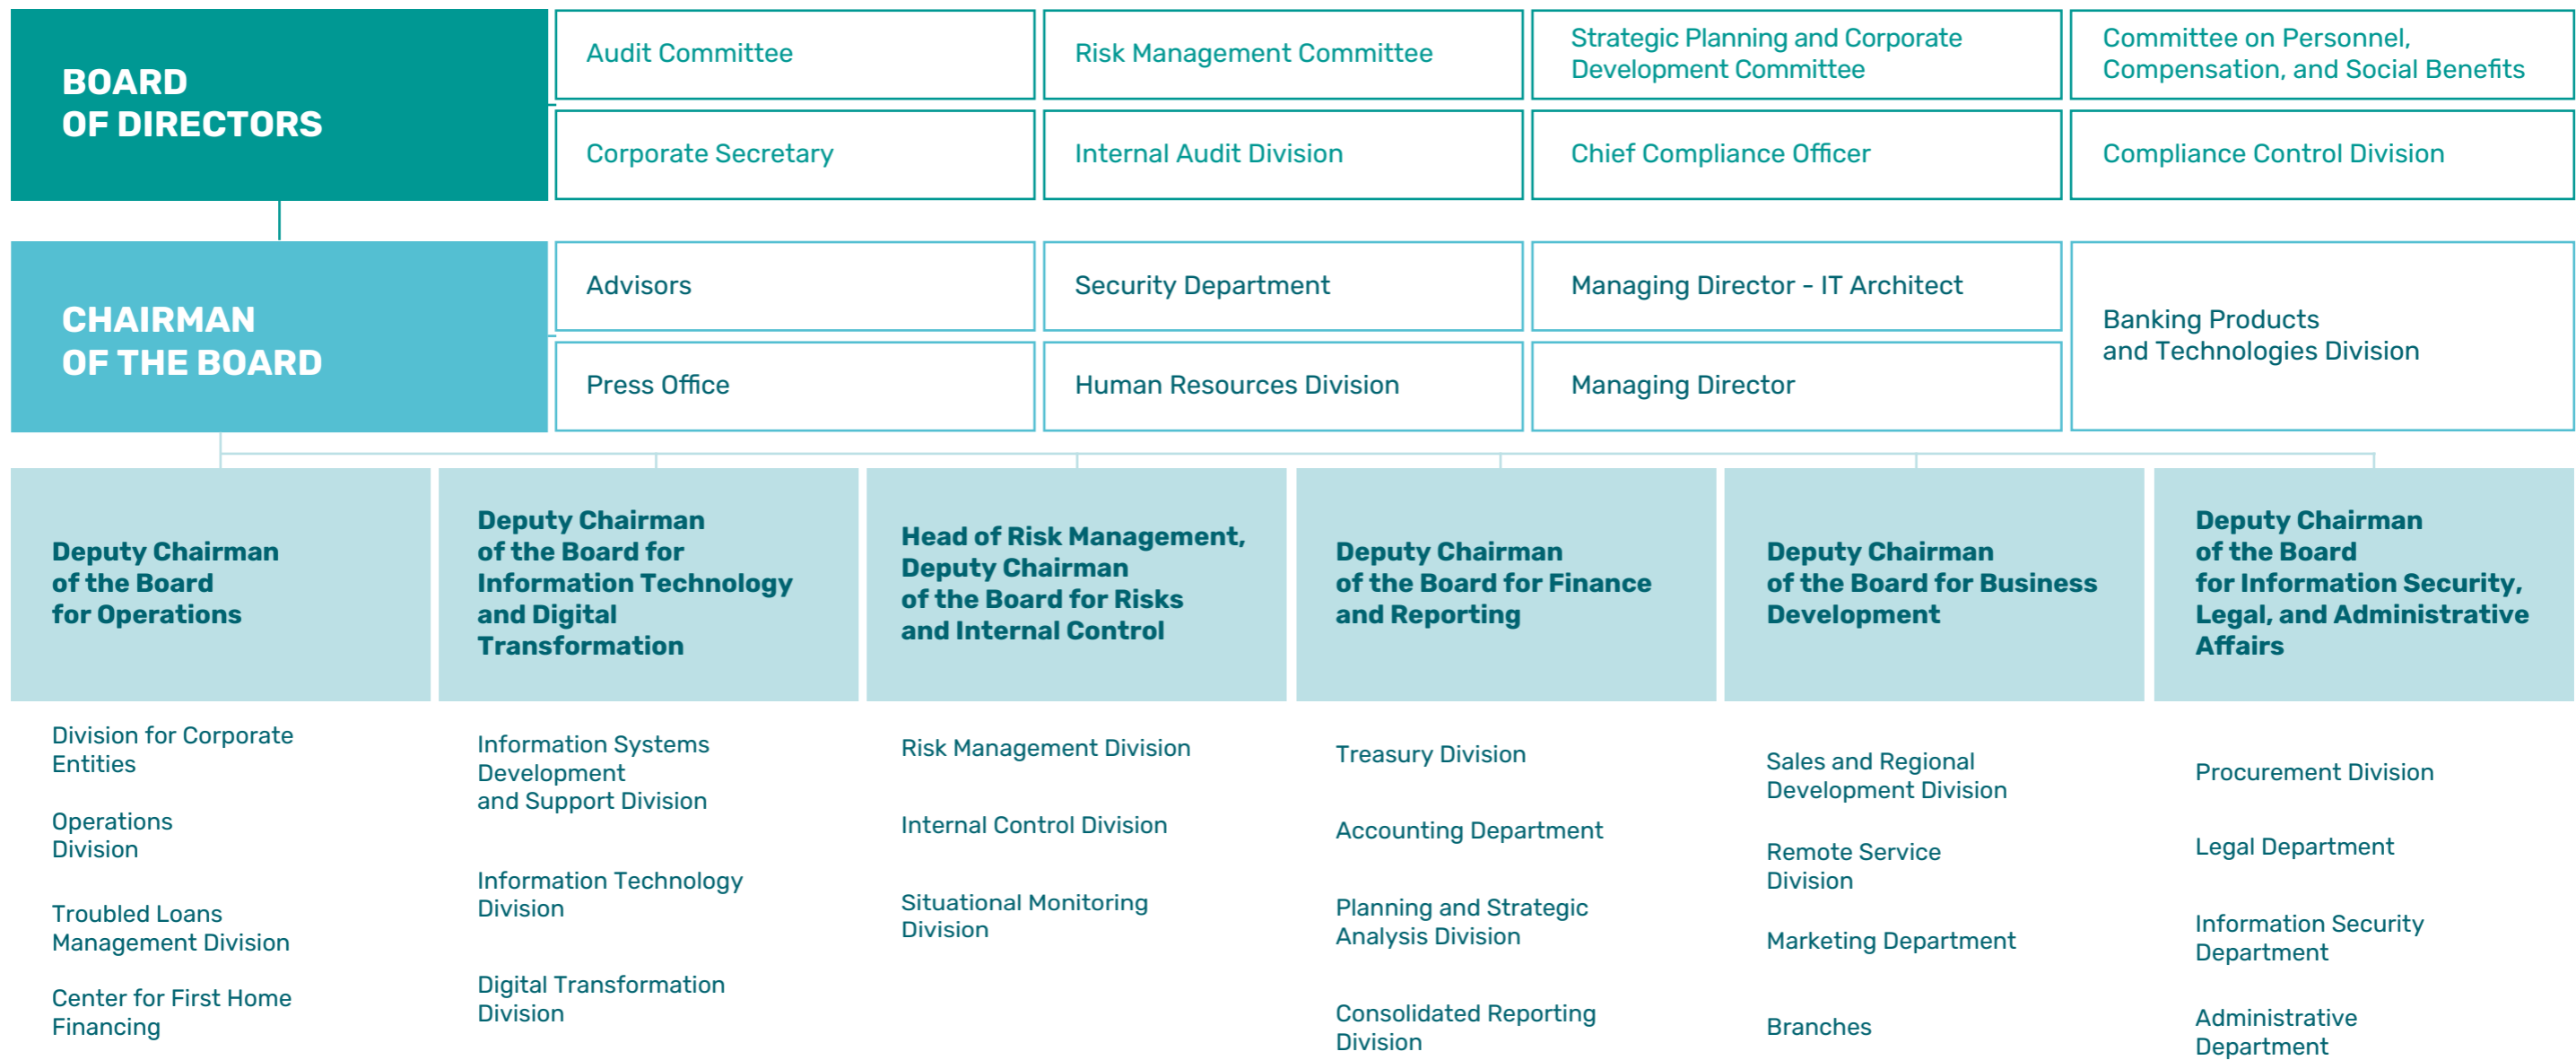 BOARD
OF DIRECTORS
Audit Committee
Risk Management Committee
Strategic Planning and Corporate
Development Committee
Committee on Personnel,
Compensation, and Social Benefits
Corporate Secretary
Internal Audit Division
Chief Compliance Officer
Compliance Control Division
CHAIRMAN
OF THE BOARD
Advisors
Security Department
Managing Director - IT Architect
Banking Products
and Technologies Division
Press Office
Human Resources Division
Managing Director
Deputy Chairman
of the Board
for Operations
Deputy Chairman
of the Board for
Information Technology
and Digital
Transformation
Head of Risk Management,
Deputy Chairman
of the Board for Risks
and Internal Control
Deputy Chairman
of the Board for Finance
and Reporting
Deputy Chairman
of the Board for Business
Development
Deputy Chairman
of the Board
for Information Security,
Legal, and Administrative
Affairs
Division for Corporate
Entities
Operations
Division
Troubled Loans
Management Division
Center for First Home
Financing
Information Systems
Development
and Support Division
Information Technology
Division
Digital Transformation
Division
Risk Management Division
Internal Control Division
Situational Monitoring
Division
Treasury Division
Accounting Department
Planning and Strategic
Analysis Division
Consolidated Reporting
Division
Sales and Regional
Development Division
Remote Service
Division
Marketing Department
Branches
Procurement Division
Legal Department
Information Security
Department
Administrative
Department